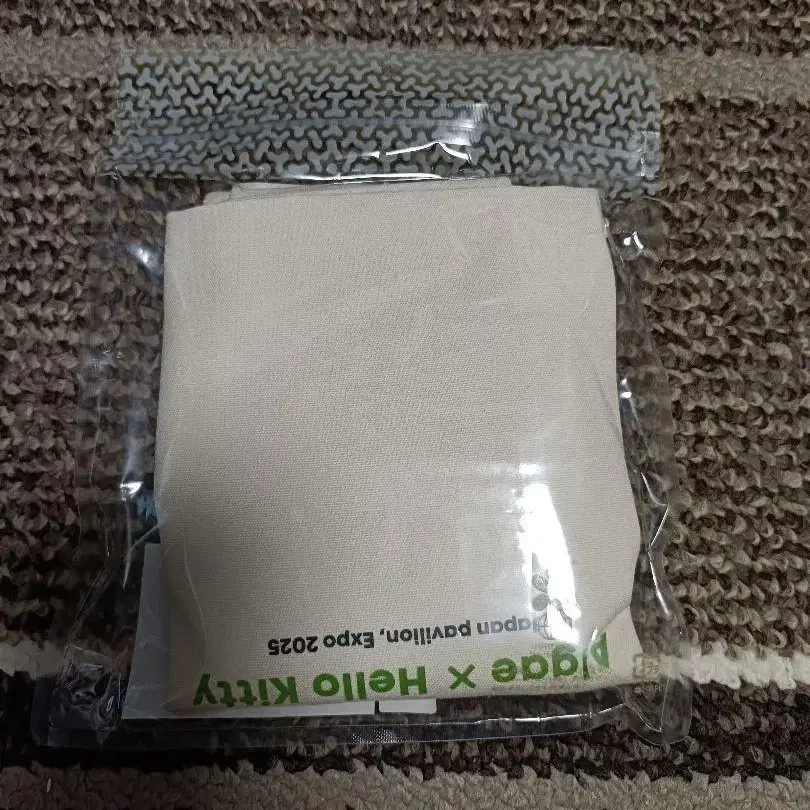 Algae × Hello Kitty
Japan pavilion, Expo 2025